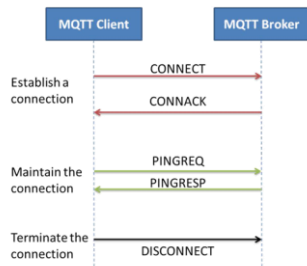 MQTT Client
MQTT Broker
Establish a
connection
CONNECT
CONNACK
Maintain the
connection
PINGREQ
PINGRESP
Terminate the
connection
DISCONNECT